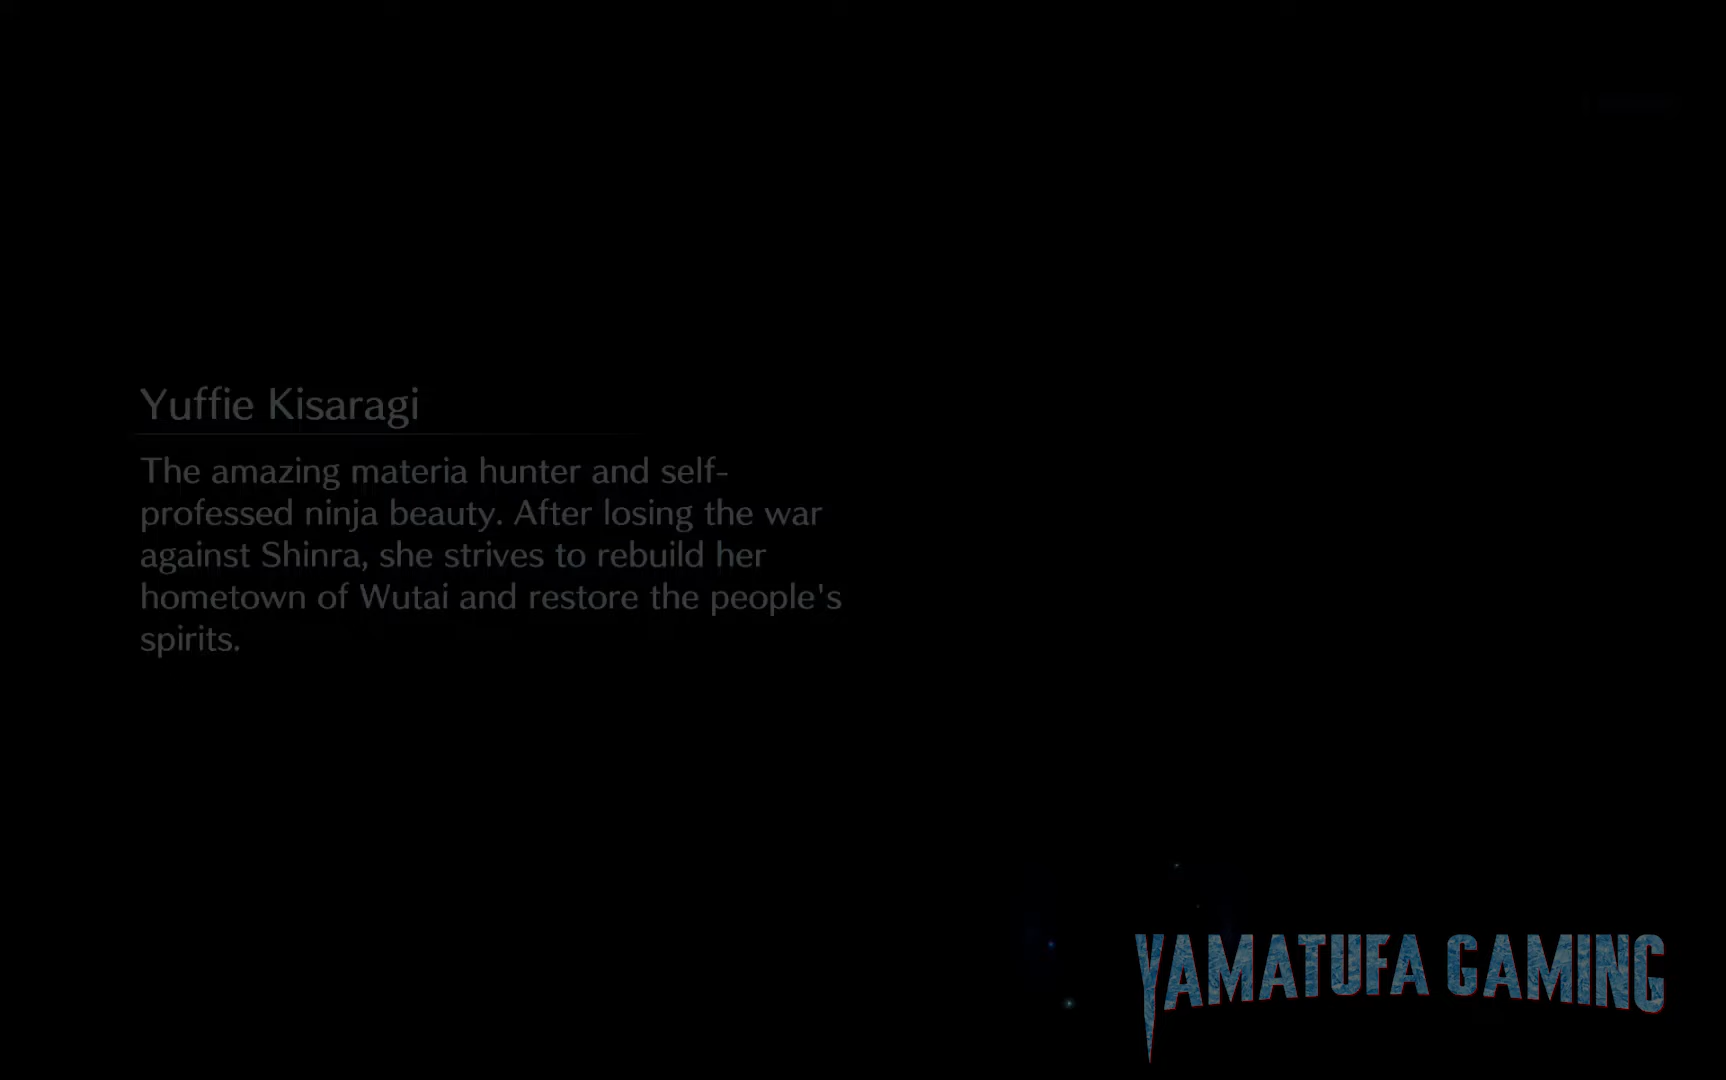 Yuffie Kisaragi
The amazing materia hunter and self-
professed ninja beauty. After losing the war
against Shinra, she strives to rebuild her
hometown of Wutai and restore the people's
spirits.
YAMATUFA GAMING